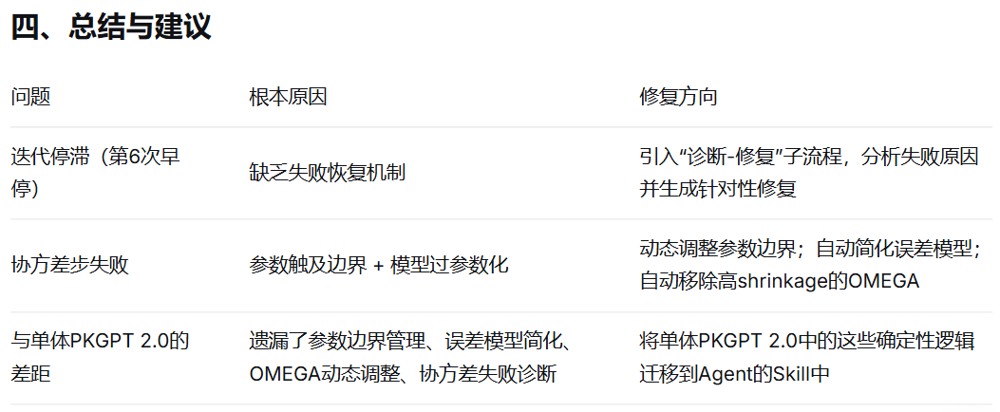 四、总结与建议
问题 根本原因 修复方向
迭代停滞（第6次早
停）
缺乏失败恢复机制
引入“诊断-修复”子流程，分析失败原因
并生成针对性修复
协方差步失败
参数触及边界 + 模型过参数化
动态调整参数边界；自动简化误差模型；
自动移除高shrinkage的OMEGA
与单体PKGPT 2.0的
差距
遗漏了参数边界管理、误差模型简化、
OMEGA动态调整、协方差失败诊断
将单体PKGPT 2.0中的这些确定性逻辑
迁移到Agent的Skill中